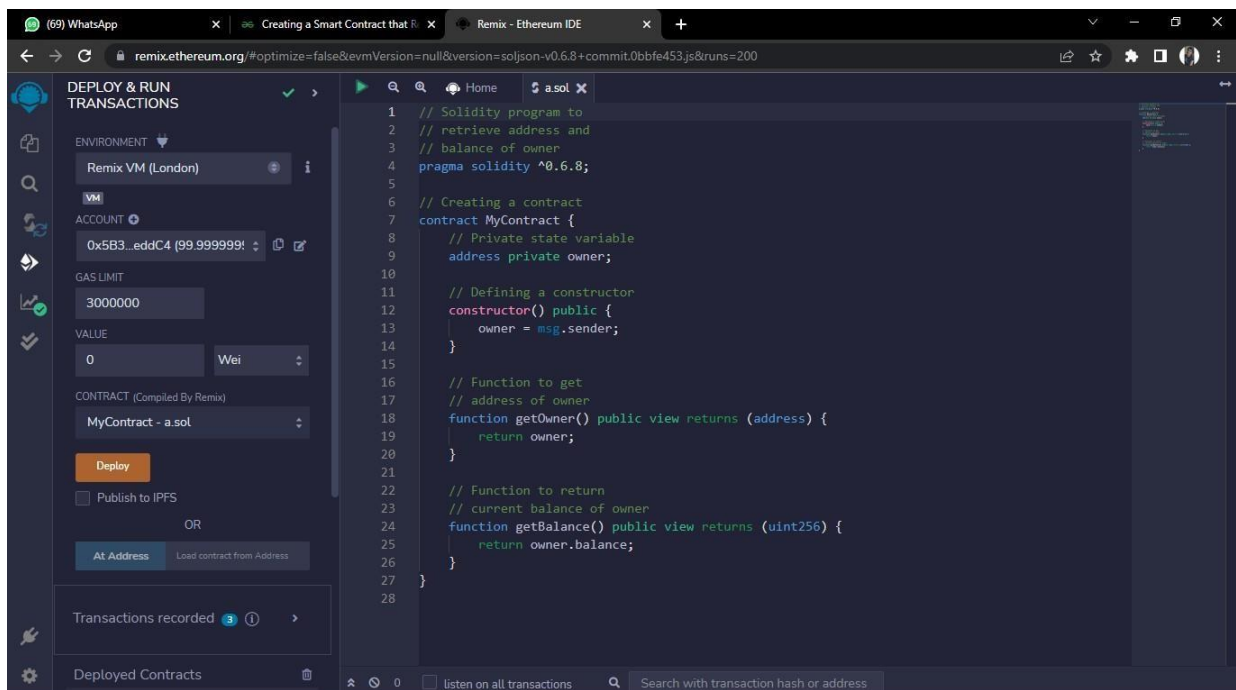 (69) WhatsApp
Creating a Smart Contract that R
Remix - Ethereum IDE
remix.ethereum.org/#optimize=false&evmVersion=null&version=soljson-v0.6.8+commit.0bbfe453.js&runs=200
DEPLOY & RUN
TRANSACTIONS
ENVIRONMENT
Remix VM (London)
VM
ACCOUNT
0x5B3...eddC4 (99.9999999
GAS LIMIT
3000000
VALUE
0 Wei
CONTRACT (Compiled By Remix)
MyContract - a.sol
Deploy
Publish to IPFS
OR
At Address Load contract from Address
Transactions recorded 3
Deployed Contracts
Home a.sol
1 // Solidity program to
2 // retrieve address and
3 // balance of owner
4 pragma solidity ^0.6.8;
5
6 // Creating a contract
7 contract MyContract {
8 // Private state variable
9 address private owner;
10
11 // Defining a constructor
12 constructor() public {
13 owner = msg.sender;
14 }
15
16 // Function to get
17 // address of owner
18 function getOwner() public view returns (address) {
19 return owner;
20 }
21
22 // Function to return
23 // current balance of owner
24 function getBalance() public view returns (uint256) {
25 return owner.balance;
26 }
27 }
28
0 listen on all transactions Search with transaction hash or address